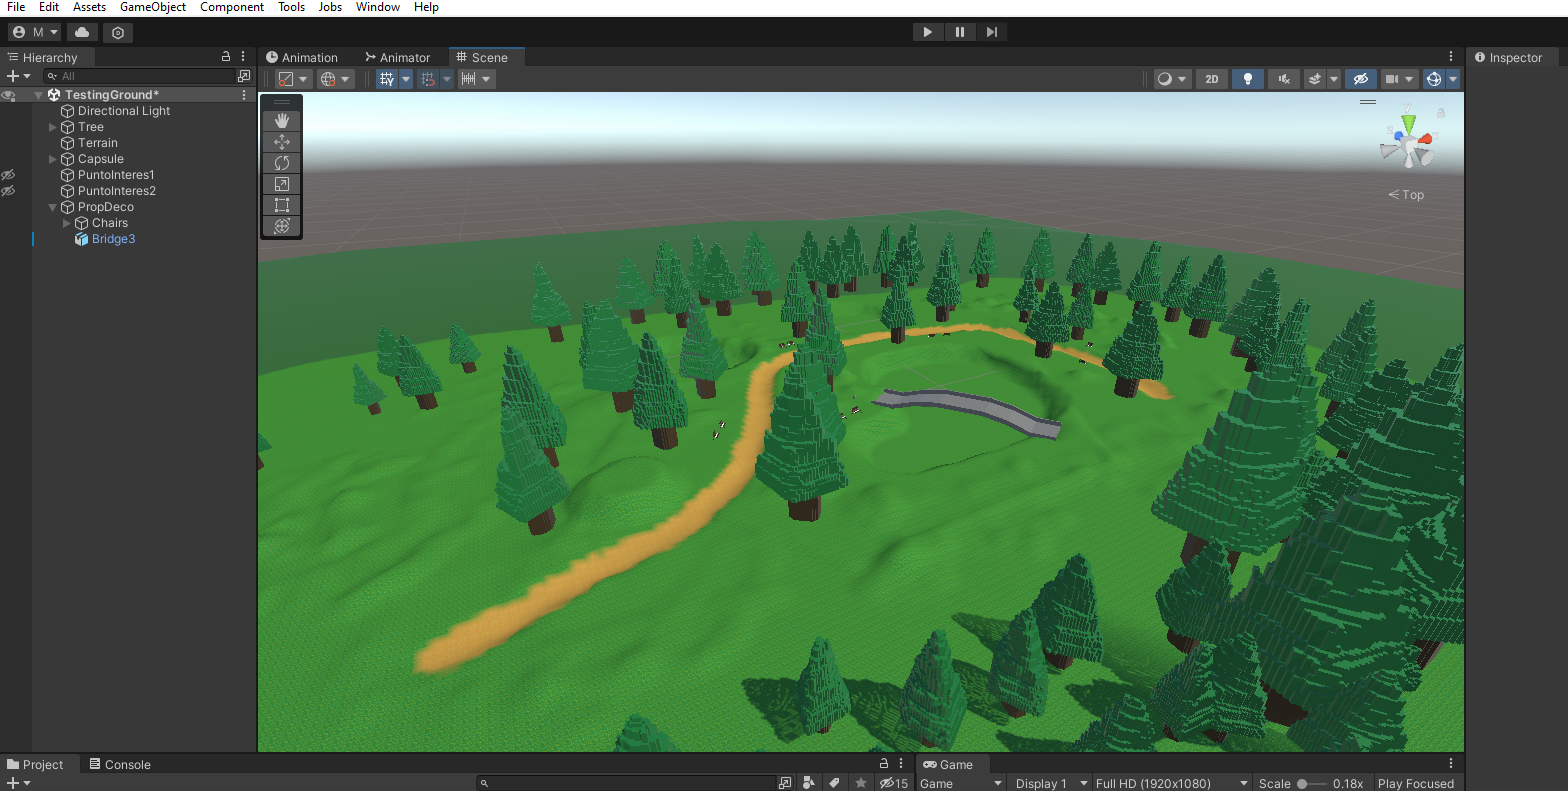 File Edit Assets GameObject Component Tools Jobs Window Help
M
Hierarchy
Animation Animator Scene
Inspector
All
2D
TestingGround*
Directional Light
Tree
Terrain
Capsule
PuntoInteres1
PuntoInteres2
PropDeco
Chairs
Bridge3
y
Top
Project Console
Game
15
Game Display 1 Full HD (1920x1080) Scale 0.18x Play Focused